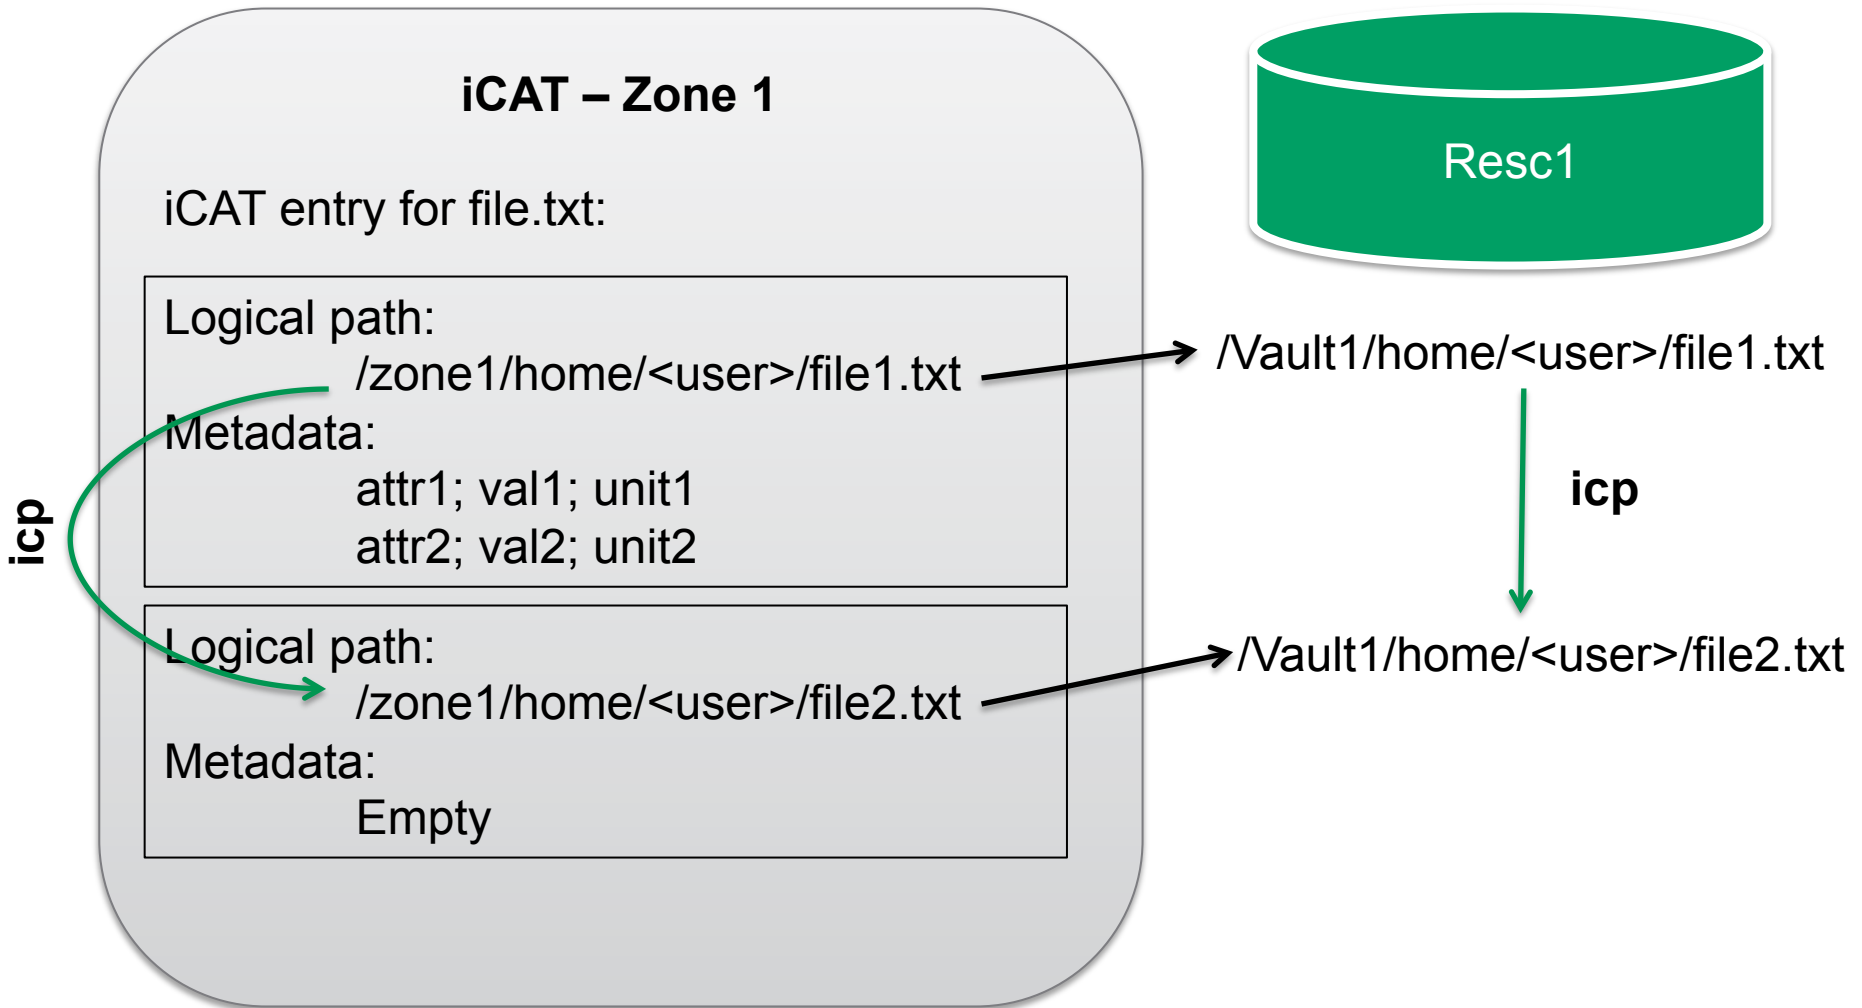 iCAT – Zone 1
iCAT entry for file.txt:
Logical path:
/zone1/home/<user>/file1.txt
Metadata:
attr1; val1; unit1
attr2; val2; unit2
Logical path:
/zone1/home/<user>/file2.txt
Metadata:
Empty
icp
Resc1
/Vault1/home/<user>/file1.txt
icp
/Vault1/home/<user>/file2.txt